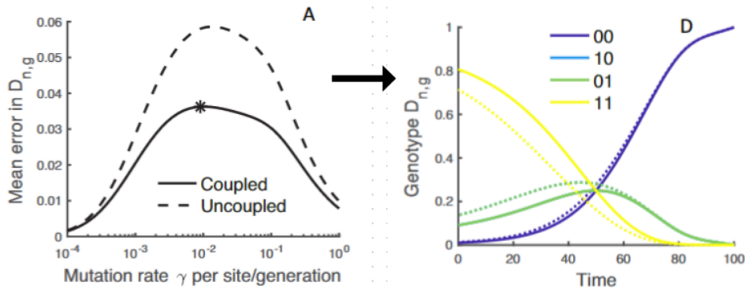 A
0.06
0.05
0.04
0.03
0.02
0.01
Mean error in D_{n,g}
Coupled
Uncoupled
10^{-4} 10^{-3} 10^{-2} 10^{-1} 10^{0}
Mutation rate γ per site/generation
D
1
0.8
0.6
0.4
0.2
0
Genotype D_{n,g}
00
10
01
11
0 20 40 60 80 100
Time